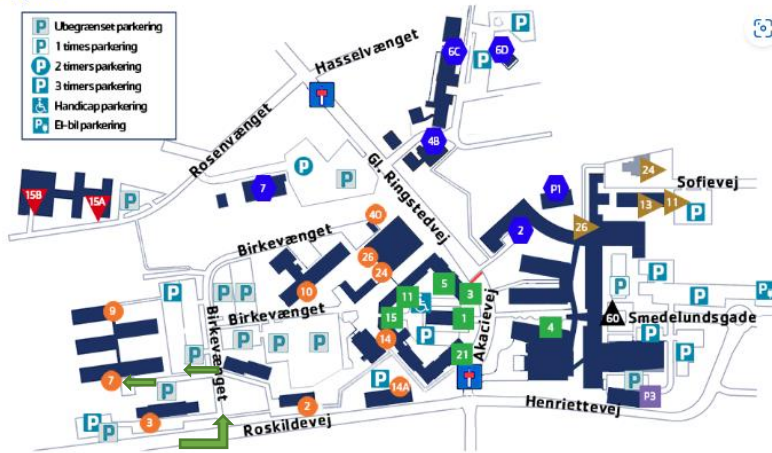 P Ubegrænset parkering
P 1 times parkering
P 2 timers parkering
P 3 timers parkering
Handicap parkering
P El-bil parkering
Hasselvænget
6C
6D
P
Rosenvænget
4B
Gl. Ringstedvej
P
7
P
P1
24
Sofievej
15B
15A
P
13
11
P
40
2
26
Birkevænget
26
24
10
5
3
11
P
P
P
P
P
P
9
Birkevænget
15
1
60
Smedelundsgade
Birkevænget
P
14
4
P
P
P
P
P
P
Akacievej
21
7
P
P
14A
P
P3
2
3
P
P
Roskildevej
Henriettevej